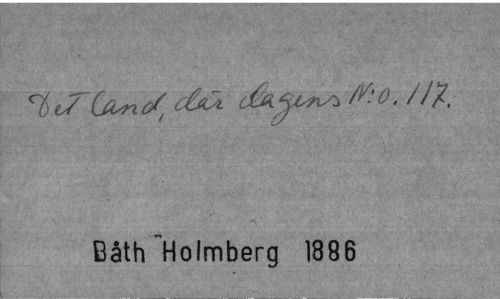 Det land, där dagens N:o. 117.
Båth Holmberg 1886